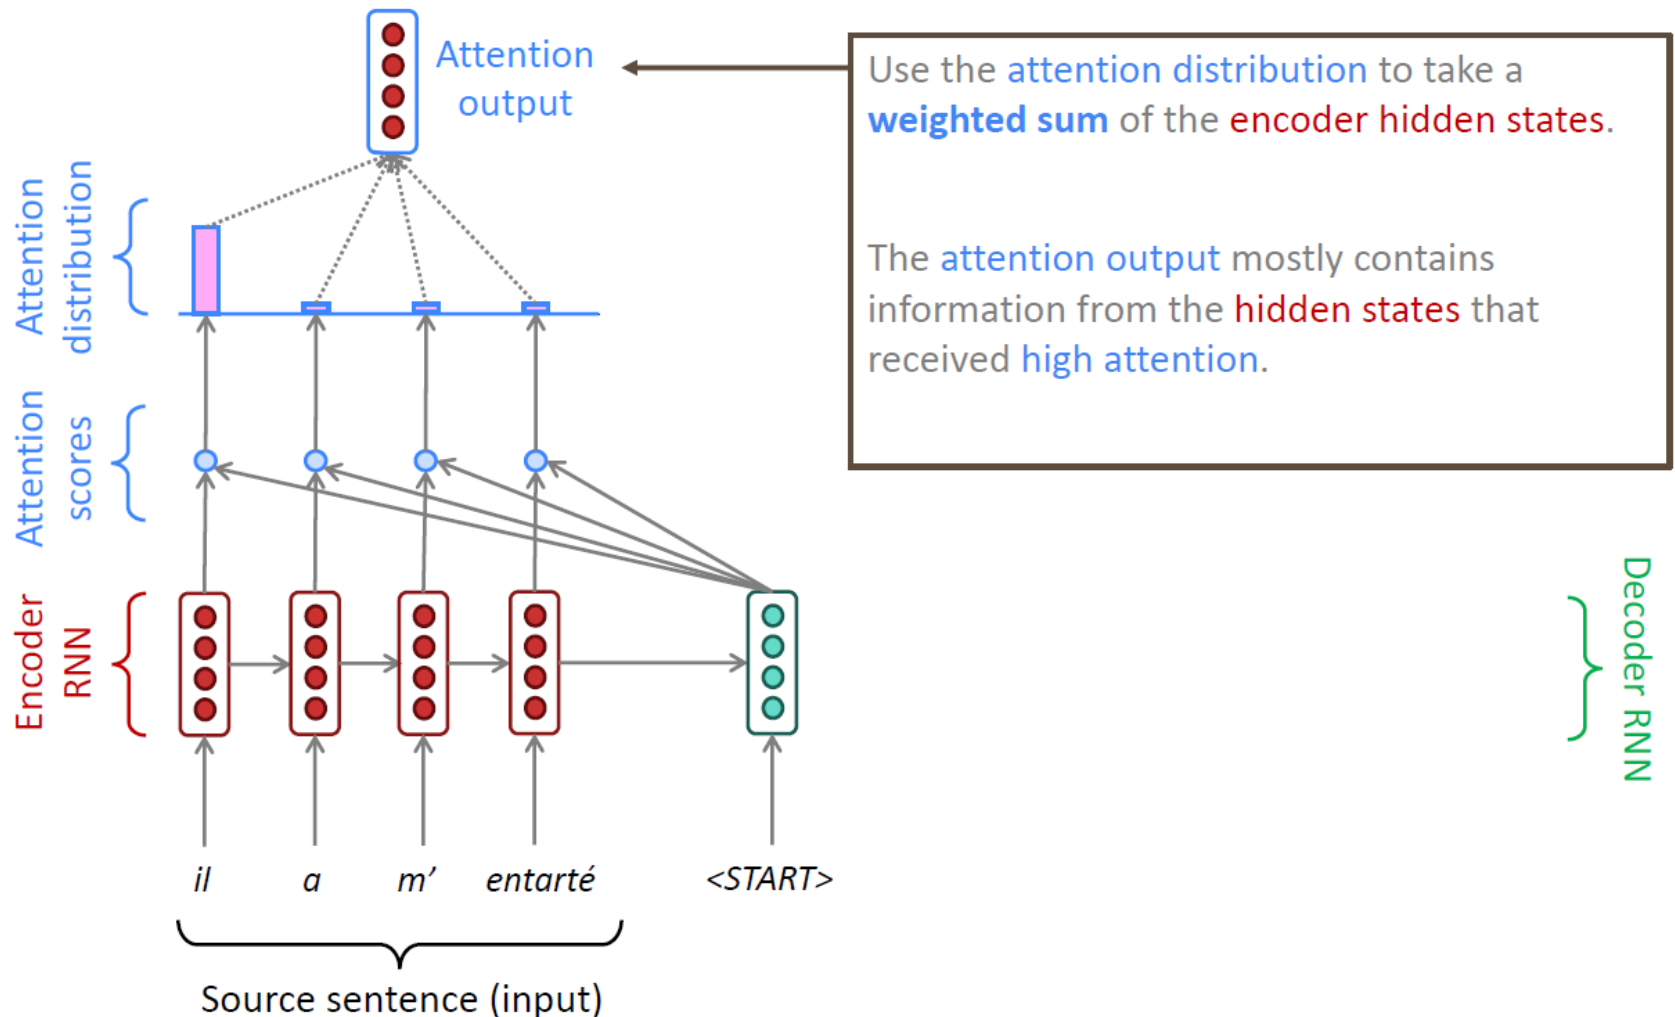 Attention
output
Use the attention distribution to take a
weighted sum of the encoder hidden states.
The attention output mostly contains
information from the hidden states that
received high attention.
Attention
distribution
Attention
scores
Encoder
RNN
Decoder RNN
il a m’ entarté <START>
Source sentence (input)